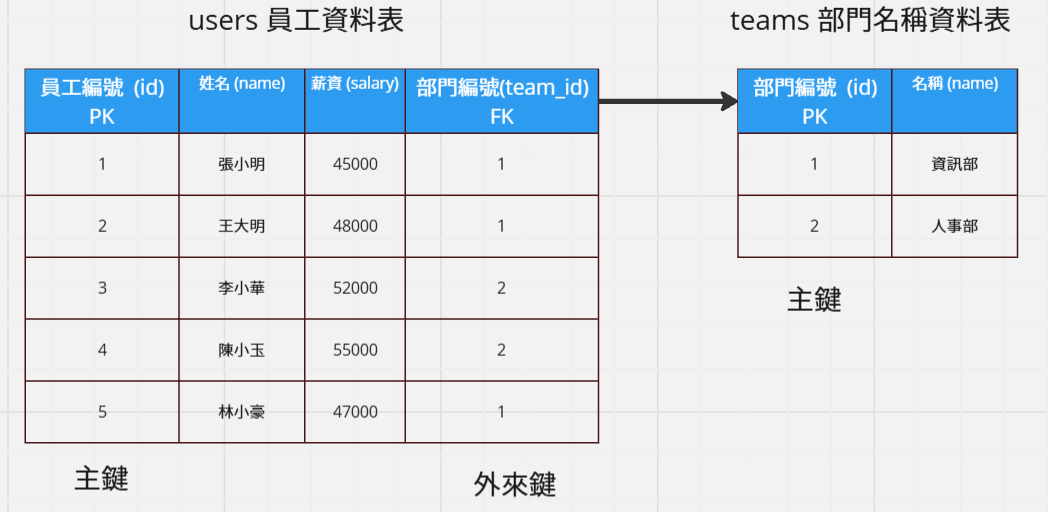 users 員工資料表
teams 部門名稱資料表
員工編號 (id) PK
姓名 (name)
薪資 (salary)
部門編號(team_id) FK
1 張小明 45000 1
2 王大明 48000 1
3 李小華 52000 2
4 陳小玉 55000 2
5 林小豪 47000 1
主鍵
外來鍵
部門編號 (id) PK
名稱 (name)
1 資訊部
2 人事部
主鍵